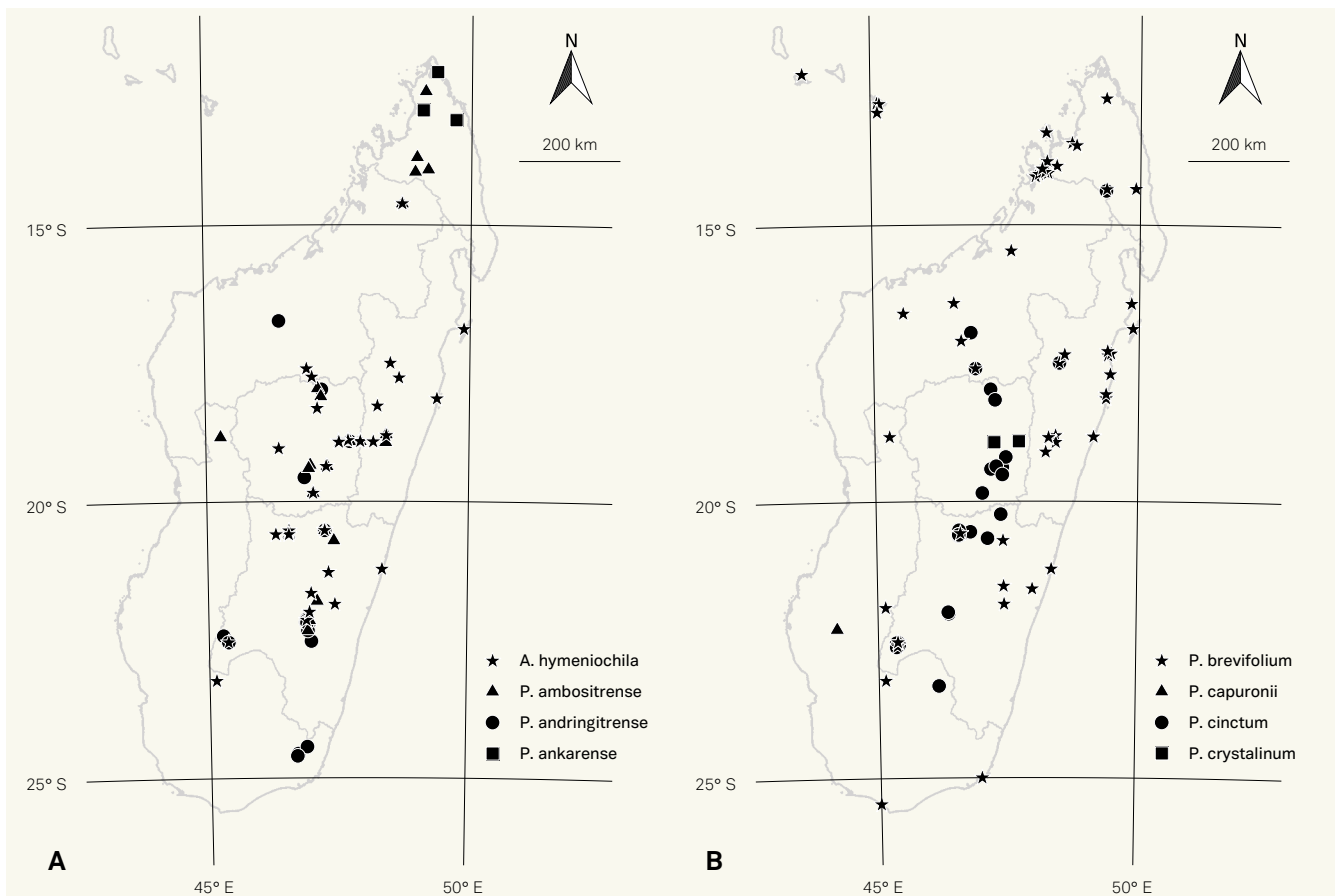 N
200 km
15° S
20° S
25° S
A. hymeniochila
P. ambositrense
P. andringitrense
P. ankarense
A
45° E
50° E
N
200 km
15° S
20° S
25° S
P. brevifolium
P. capuronii
P. cinctum
P. crystalinum
B
45° E
50° E